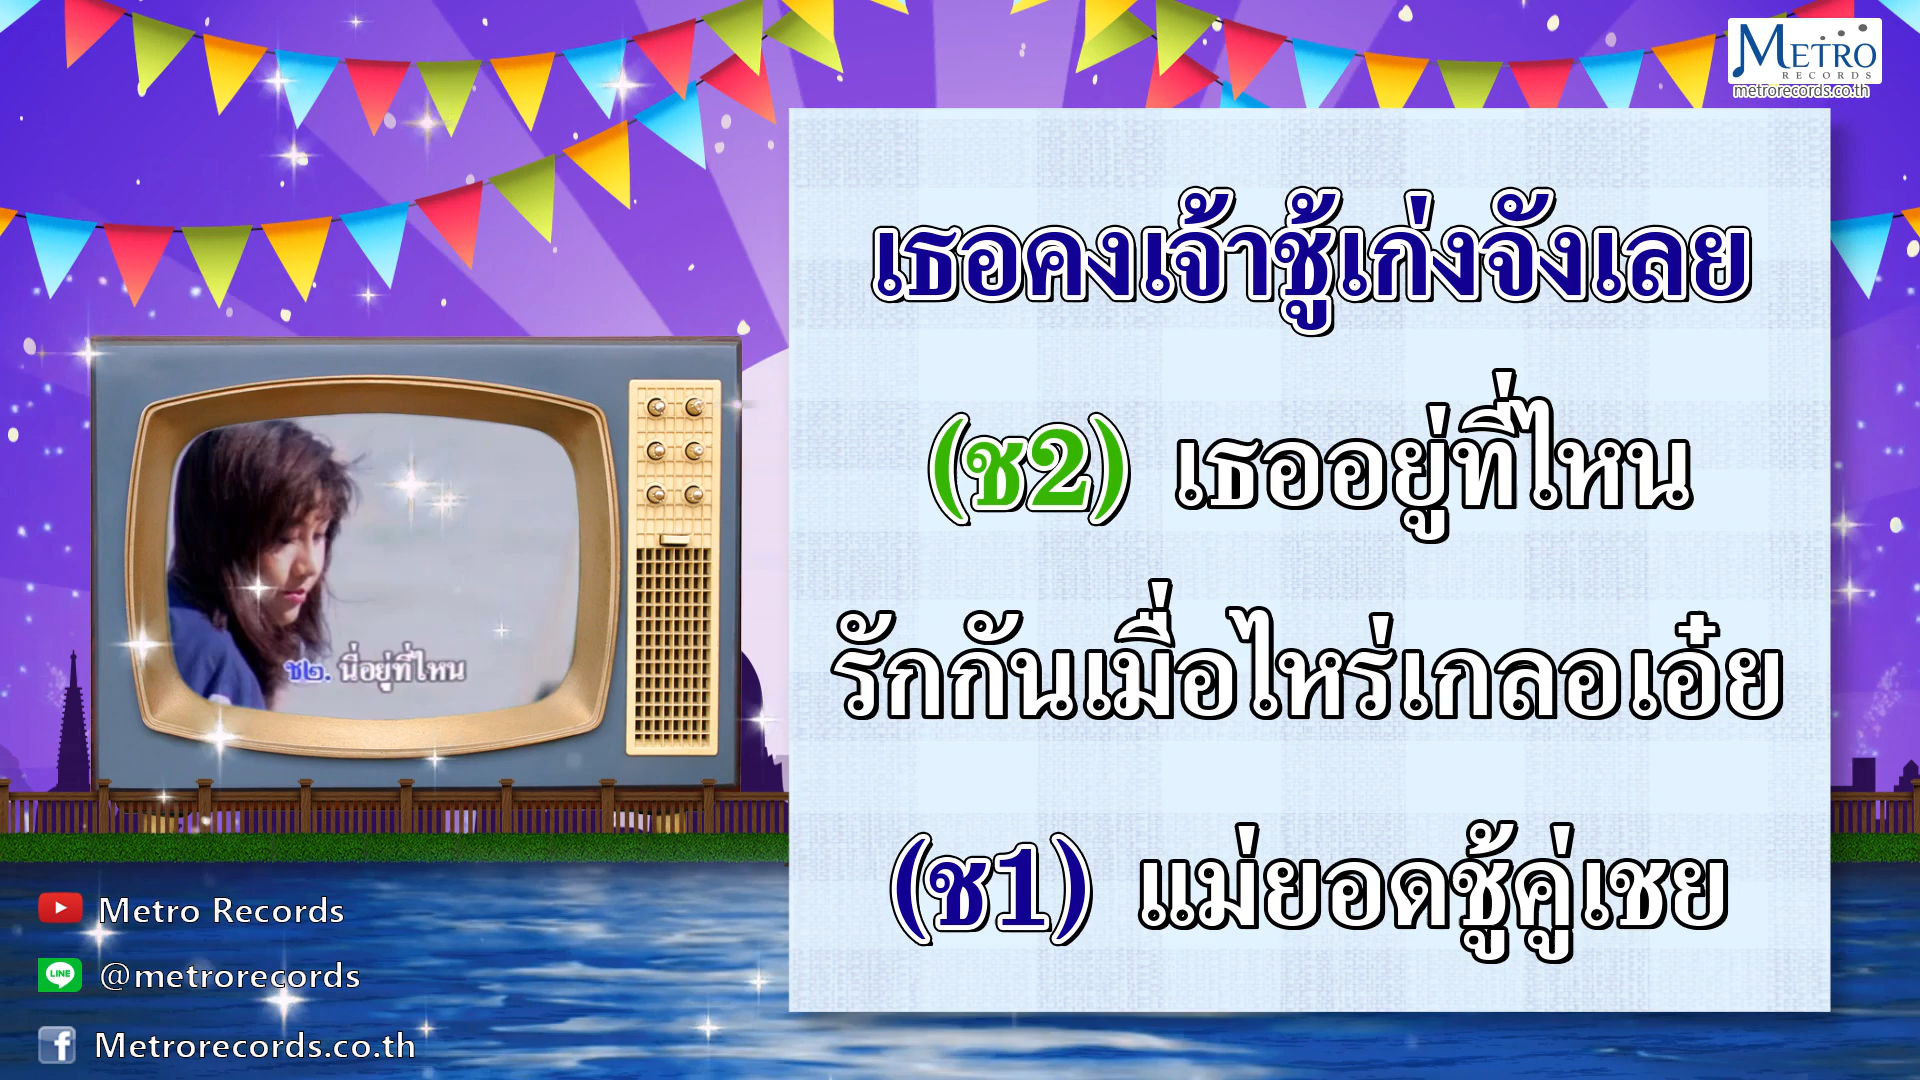 METRO
RECORDS
metrorecords.co.th
เธอคงเจ้าชู้เก่งจังเลย
(ช2) เธออยู่ที่ไหน
รักกันเมื่อไหร่เกลอเอ๋ย
(ช1) แม่ยอดชู้คู่เชย
ช๒. นี่อยู่ที่ไหน
Metro Records
LINE
@metrorecords
Metrorecords.co.th